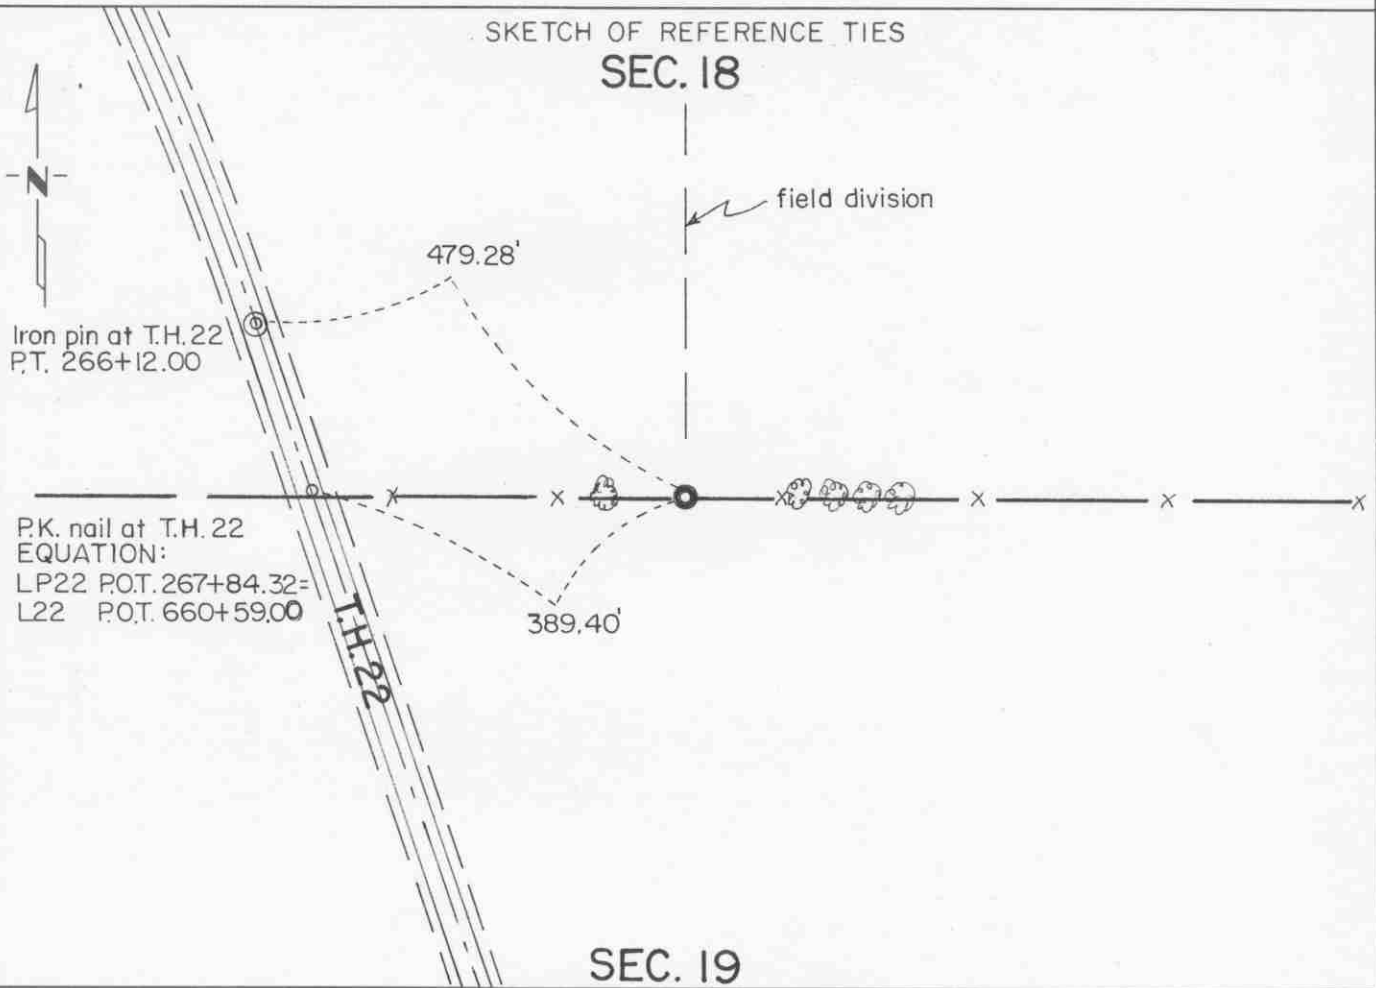 SKETCH OF REFERENCE TIES
SEC. 18
N
field division
479.28'
Iron pin at T.H. 22
P.T. 266+12.00
P.K. nail at T.H. 22
EQUATION:
LP22 P.O.T. 267+84.32=
L22 P.O.T. 660+59.00
389.40'
T.H. 22
SEC. 19